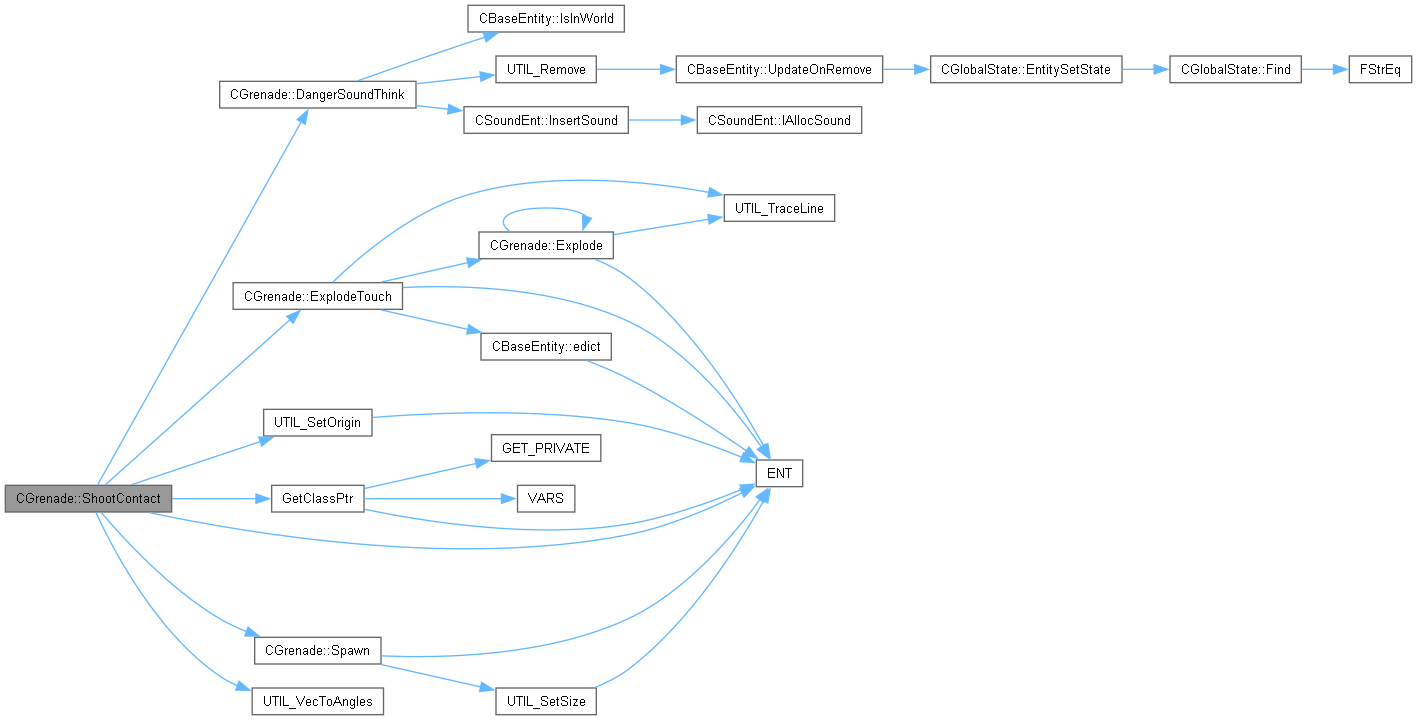 CBaseEntity::IsInWorld
UTIL_Remove
CBaseEntity::UpdateOnRemove
CGlobalState::EntitySetState
CGlobalState::Find
FStrEq
CGrenade::DangerSoundThink
CSoundEnt::InsertSound
CSoundEnt::IAllocSound
UTIL_TraceLine
CGrenade::Explode
CGrenade::ExplodeTouch
CBaseEntity::edict
UTIL_SetOrigin
GET_PRIVATE
ENT
CGrenade::ShootContact
GetClassPtr
VARS
CGrenade::Spawn
UTIL_VecToAngles
UTIL_SetSize